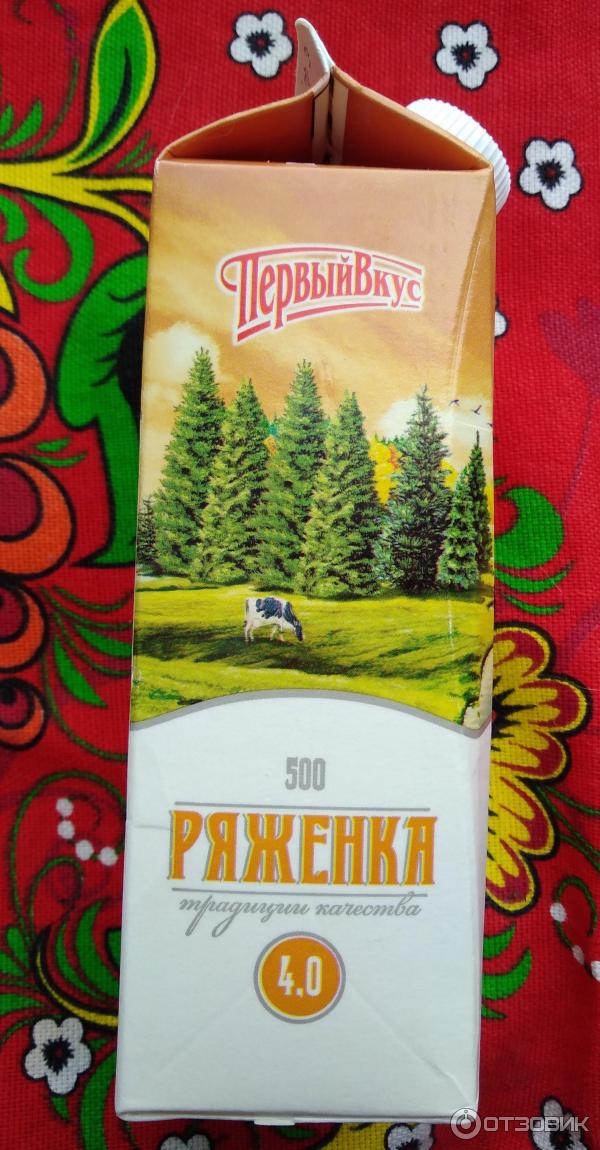 ПервыйВкус
500
РЯЖЕНКА
традиции качества
4,0
ОТЗОВИК